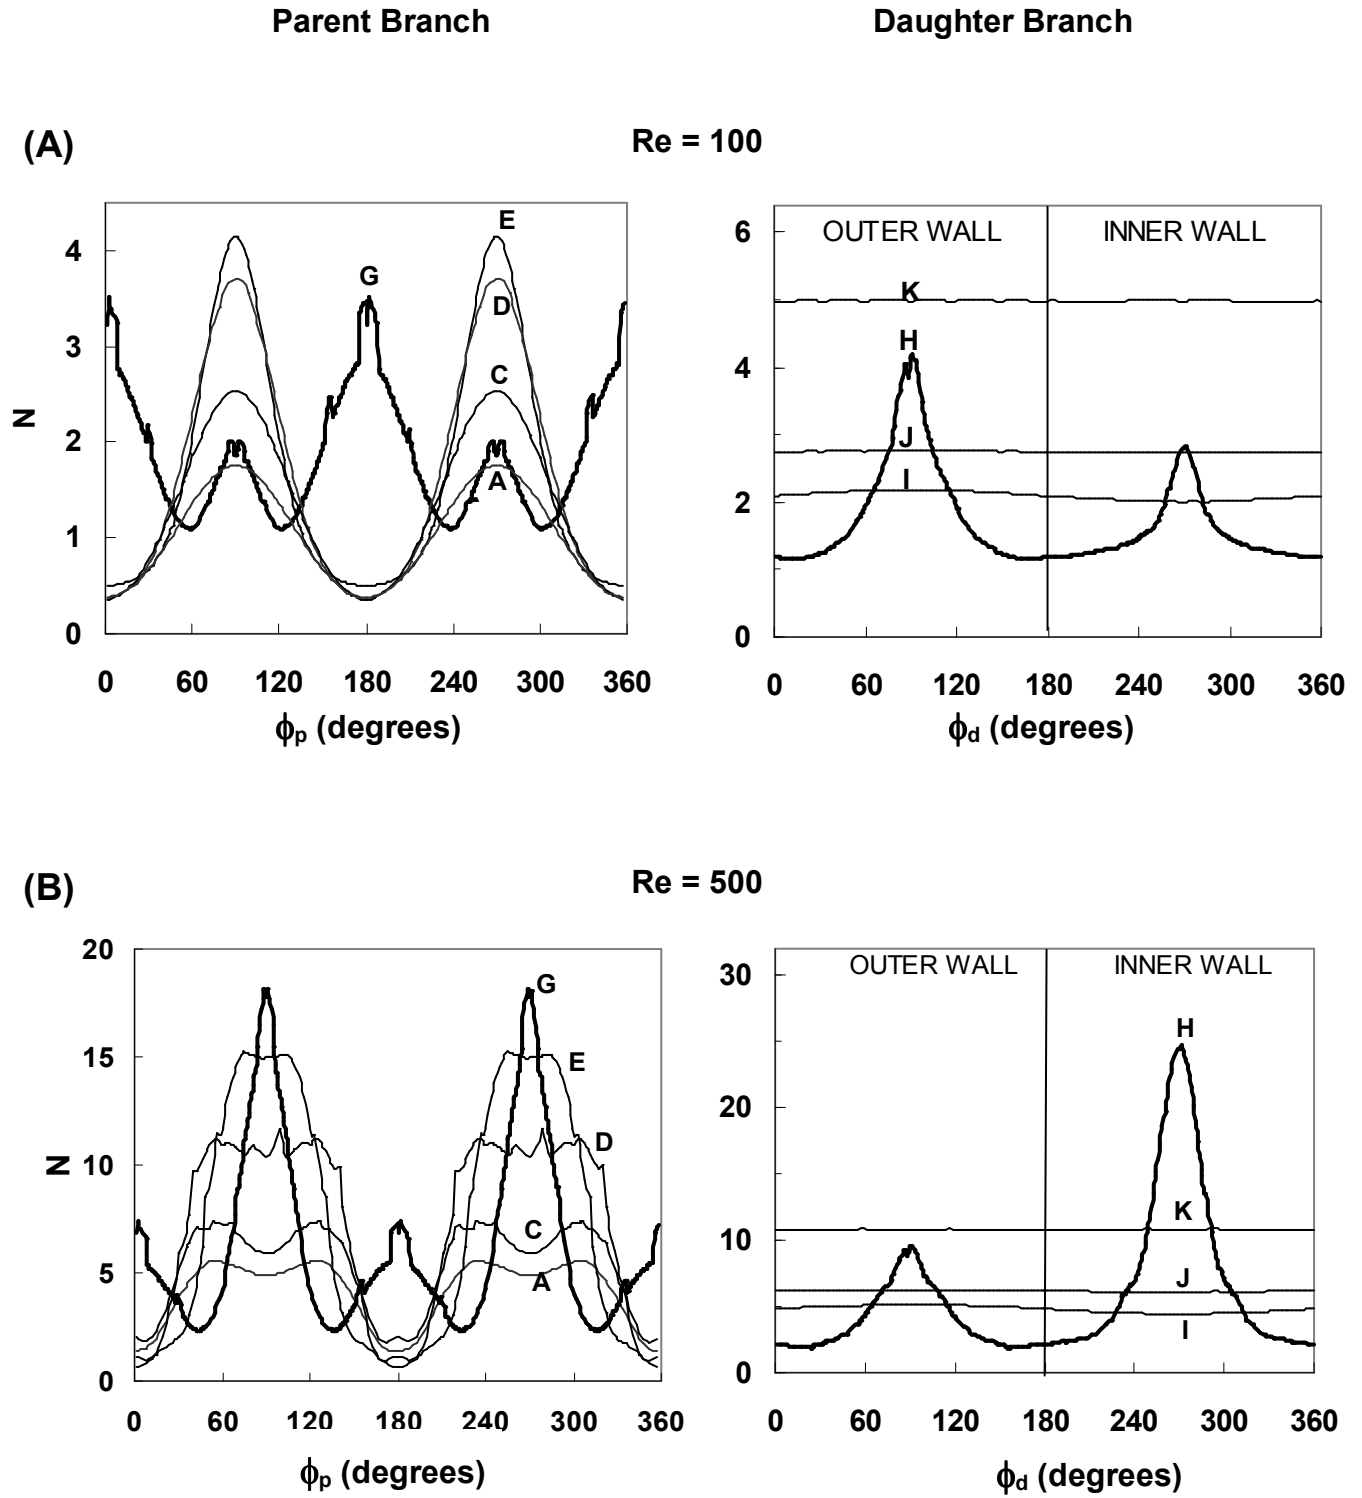 Parent Branch
Daughter Branch
(A)
Re = 100
E
G
D
C
A
4
3
2
1
0
N
0 60 120 180 240 300 360
ϕp (degrees)
OUTER WALL
INNER WALL
K
H
J
I
6
4
2
0
0 60 120 180 240 300 360
ϕd (degrees)
(B)
Re = 500
G
E
D
C
A
20
15
10
5
0
N
0 60 120 180 240 300 360
ϕp (degrees)
OUTER WALL
INNER WALL
H
K
J
I
30
20
10
0
0 60 120 180 240 300 360
ϕd (degrees)